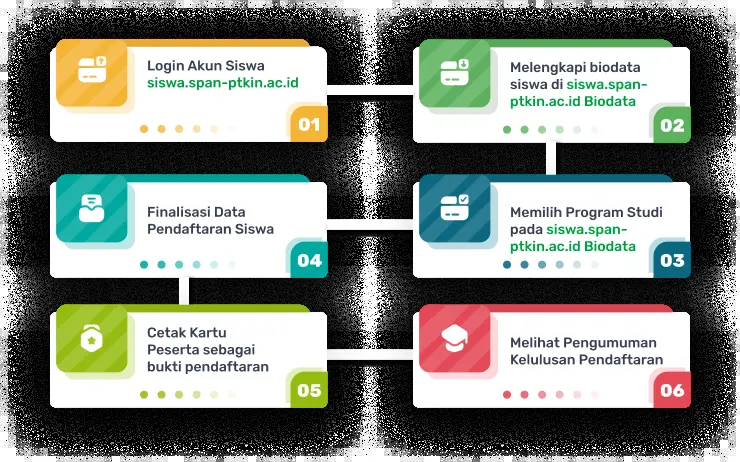 Login Akun Siswa
siswa.span-ptkin.ac.id
01
Melengkapi biodata
siswa di siswa.span-
ptkin.ac.id Biodata
02
Memilih Program Studi
pada siswa.span-
ptkin.ac.id Biodata
03
Finalisasi Data
Pendaftaran Siswa
04
Cetak Kartu
Peserta sebagai
bukti pendaftaran
05
Melihat Pengumuman
Kelulusan Pendaftaran
06